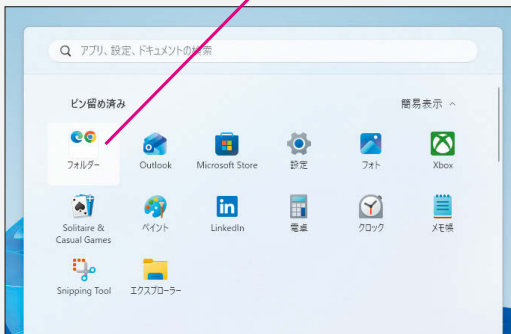 アプリ、設定、ドキュメントの検索
ピン留め済み
簡易表示
フォルダー
Outlook
Microsoft Store
設定
フォト
Xbox
Solitaire &
Casual Games
ペイント
LinkedIn
電卓
クロック
メモ帳
Snipping Tool
エクスプローラー